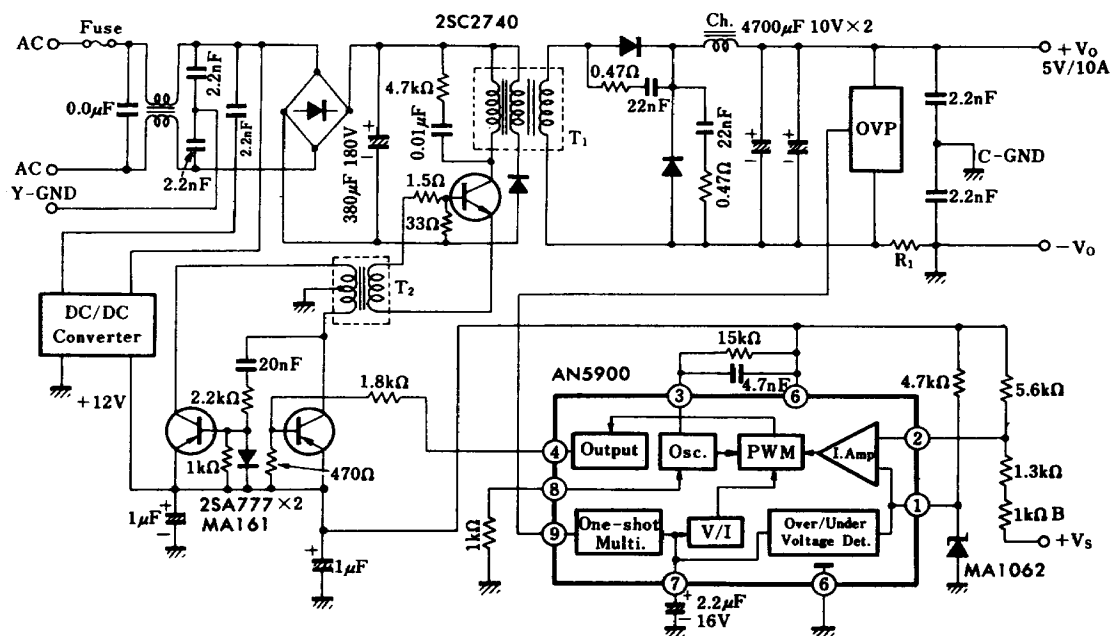 2SC2740
Ch.
4700μF 10V×2
AC
Fuse
+Vo
5V/10A
0.0μF
2.2nF
2.2nF
2.2nF
4.7kΩ
0.01μF
380μF 180V
+
-
T1
0.47Ω
22nF
22nF
0.47Ω
+
-
+
-
OVP
2.2nF
C-GND
2.2nF
AC
Y-GND
1.5Ω
33Ω
R1
-Vo
T2
DC/DC
Converter
+12V
20nF
2.2kΩ
1.8kΩ
1kΩ
470Ω
2SA777×2
MA161
1μF
+
-
+
1μF
15kΩ
4.7nF
AN5900
3
6
4.7kΩ
5.6kΩ
4
Output
Osc.
PWM
I.Amp
2
1.3kΩ
8
1
1kΩ B
+Vs
1kΩ
9
One-shot
Multi.
V/I
Over/Under
Voltage Det.
MA1062
7
6
+
2.2μF
-
16V